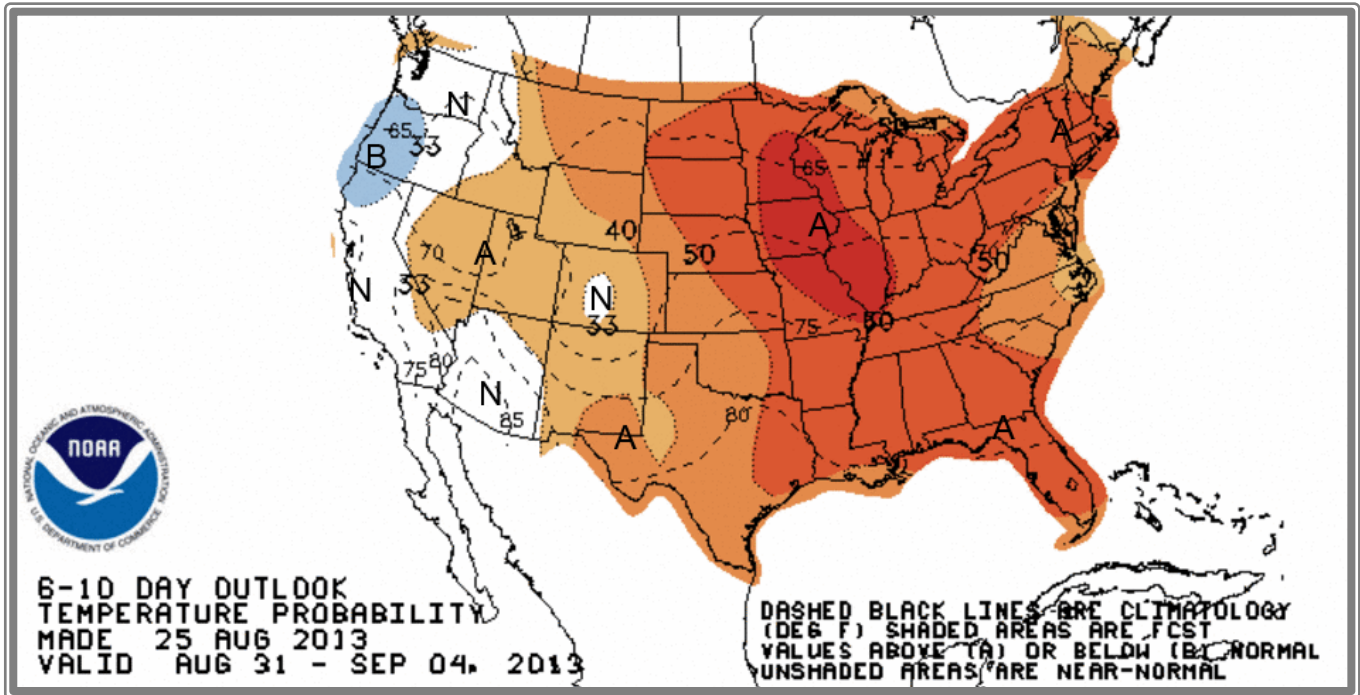 N
65
33
B
A
65
A
40
50
70
A
70
50
N
33
N
33
75
60
75
80
N
85
80
A
A
NATIONAL OCEANIC AND ATMOSPHERIC ADMINISTRATION
NOAA
U.S. DEPARTMENT OF COMMERCE
6-10 DAY OUTLOOK
TEMPERATURE PROBABILITY
MADE 25 AUG 2013
VALID AUG 31 - SEP 04, 2013
DASHED BLACK LINES ARE CLIMATOLOGY
(DEG F) SHADED AREAS ARE FCST
VALUES ABOVE (A) OR BELOW (B) NORMAL
UNSHADED AREAS ARE NEAR-NORMAL